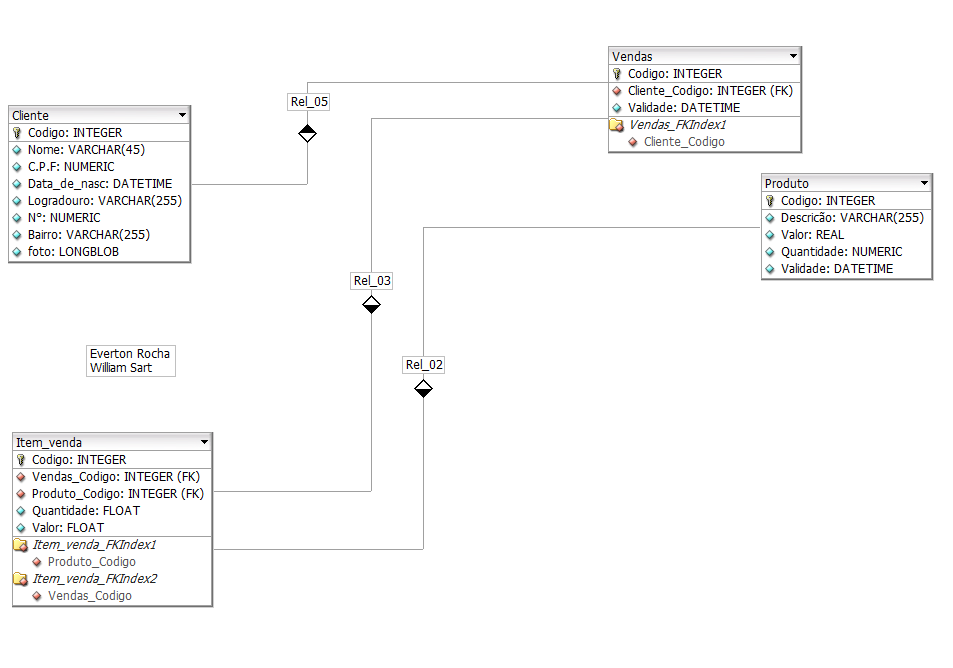 Cliente
Codigo: INTEGER
Nome: VARCHAR(45)
C.P.F: NUMERIC
Data_de_nasc: DATETIME
Logradouro: VARCHAR(255)
N°: NUMERIC
Bairro: VARCHAR(255)
foto: LONGBLOB
Rel_05
Vendas
Codigo: INTEGER
Cliente_Codigo: INTEGER (FK)
Validade: DATETIME
Vendas_FKIndex1
Cliente_Codigo
Produto
Codigo: INTEGER
Descricão: VARCHAR(255)
Valor: REAL
Quantidade: NUMERIC
Validade: DATETIME
Rel_03
Rel_02
Everton Rocha
William Sart
Item_venda
Codigo: INTEGER
Vendas_Codigo: INTEGER (FK)
Produto_Codigo: INTEGER (FK)
Quantidade: FLOAT
Valor: FLOAT
Item_venda_FKIndex1
Produto_Codigo
Item_venda_FKIndex2
Vendas_Codigo